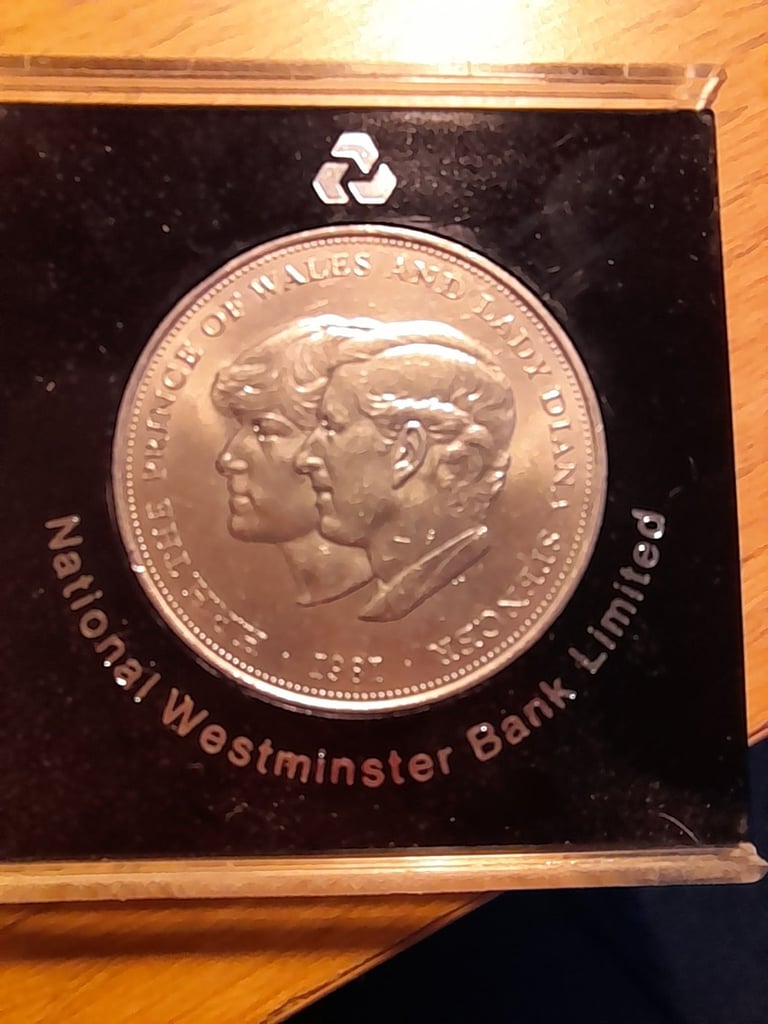 H.R.H. THE PRINCE OF WALES AND LADY DIANA SPENCER
· 1981 ·
National Westminster Bank Limited